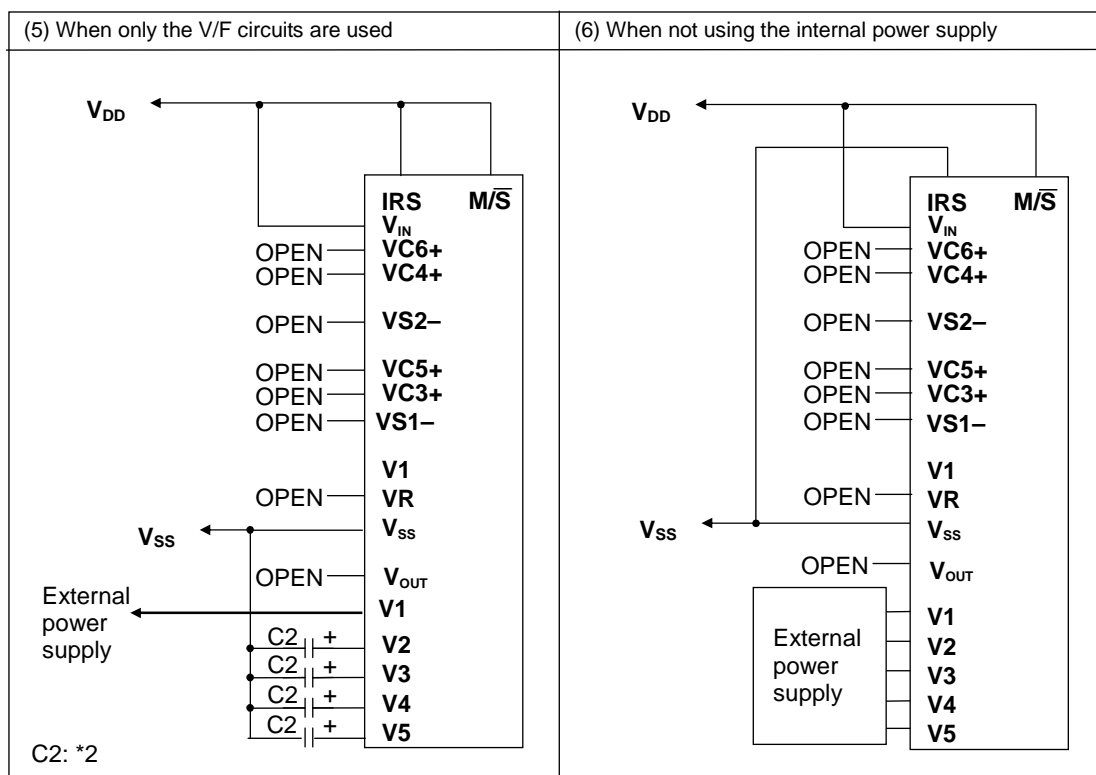 (5) When only the V/F circuits are used
VDD
IRS M/S̅
VIN
OPEN VC6+
OPEN VC4+
OPEN VS2–
OPEN VC5+
OPEN VC3+
OPEN VS1–
V1
OPEN VR
VSS VSS
OPEN VOUT
External
power
supply
V1
C2 + V2
C2 + V3
C2 + V4
C2 + V5
C2: *2
(6) When not using the internal power supply
VDD
IRS M/S̅
VIN
OPEN VC6+
OPEN VC4+
OPEN VS2–
OPEN VC5+
OPEN VC3+
OPEN VS1–
V1
OPEN VR
VSS VSS
OPEN VOUT
External
power
supply
V1
V2
V3
V4
V5